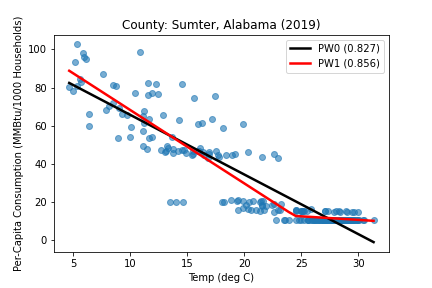 County: Sumter, Alabama (2019)
PW0 (0.827)
PW1 (0.856)
Per-Capita Consumption (MMBtu/1000 Households)
100
80
60
40
20
0
5 10 15 20 25 30
Temp (deg C)